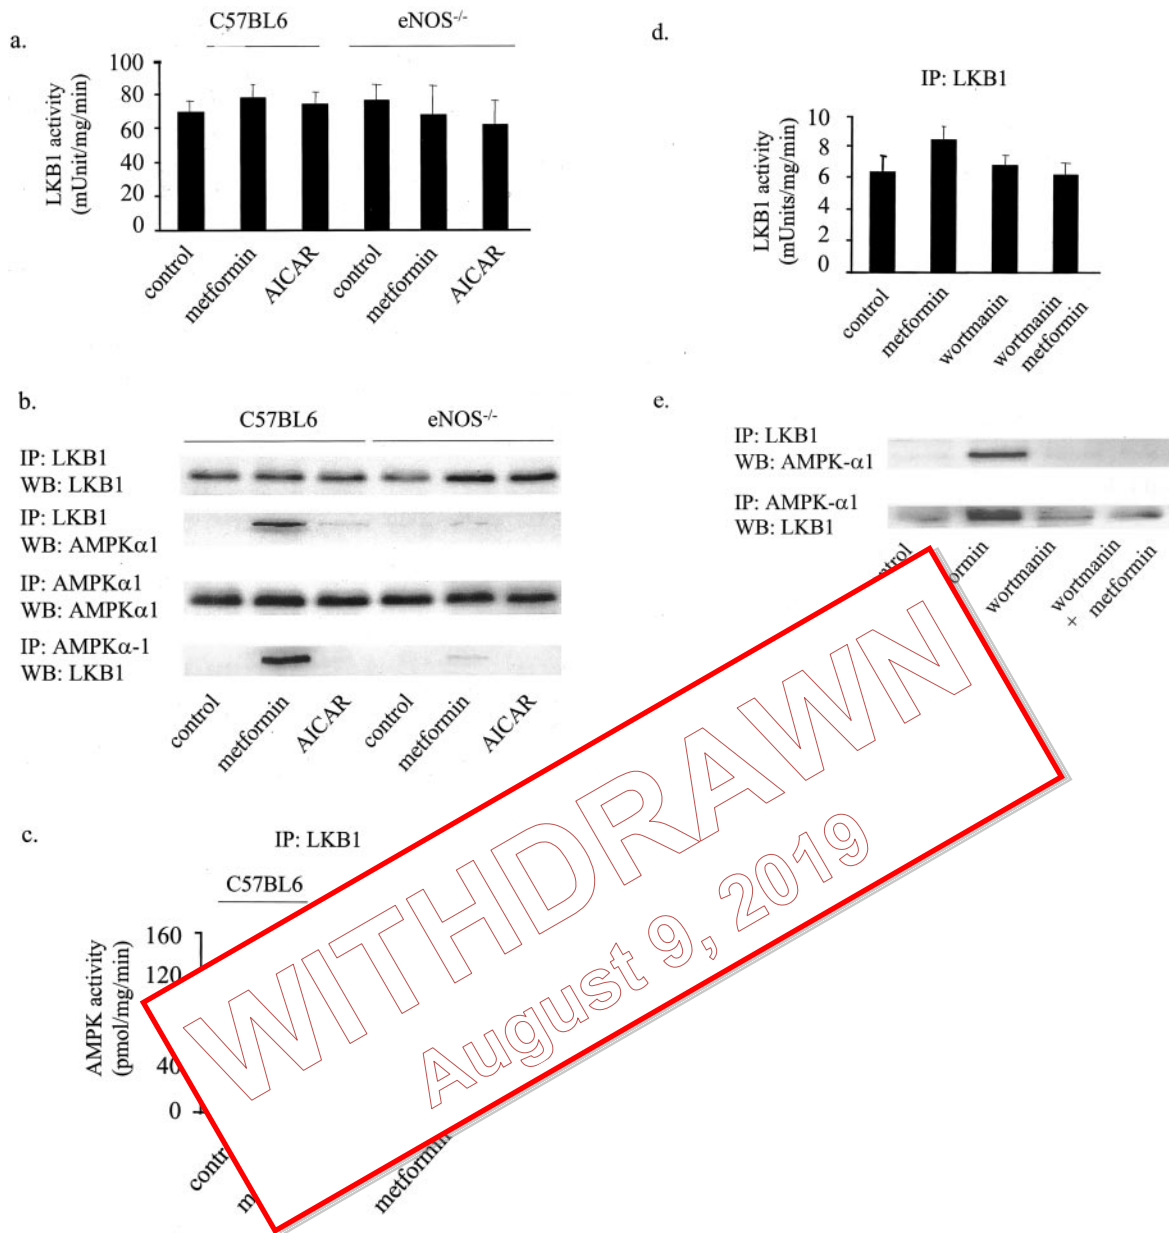 a.
C57BL6
eNOS-/-
LKB1 activity
(mUnit/mg/min)
100
80
60
40
20
0
control
metformin
AICAR
control
metformin
AICAR
d.
IP: LKB1
LKB1 activity
(mUnits/mg/min)
10
8
6
4
2
0
control
metformin
wortmanin
wortmanin
metformin
b.
C57BL6
eNOS-/-
IP: LKB1
WB: LKB1
IP: LKB1
WB: AMPKα1
IP: AMPKα1
WB: AMPKα1
IP: AMPKα-1
WB: LKB1
control
metformin
AICAR
control
metformin
AICAR
e.
IP: LKB1
WB: AMPK-α1
IP: AMPK-α1
WB: LKB1
wortmanin
wortmanin
+ metformin
c.
IP: LKB1
C57BL6
AMPK activity
(pmol/mg/min)
160
120
40
0
metformin
WITHDRAWN
August 9, 2019